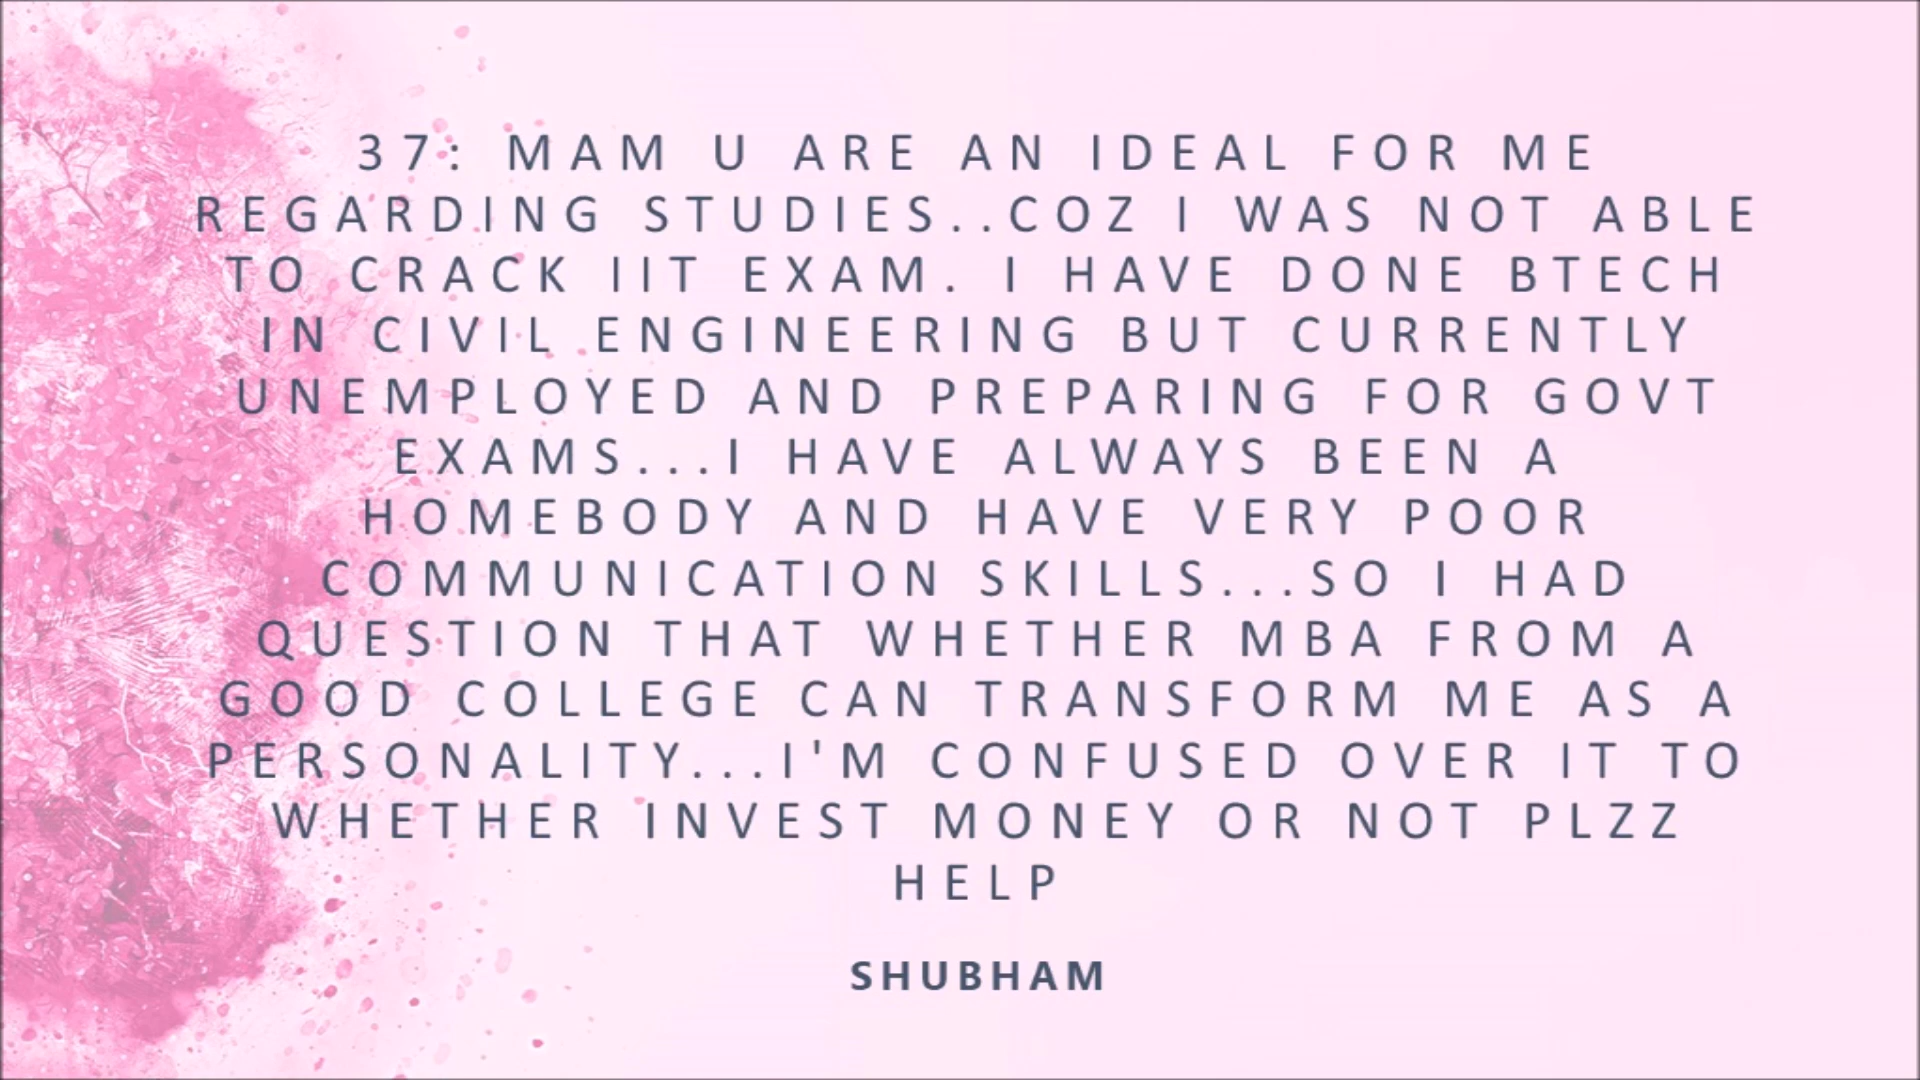 37: MAM U ARE AN IDEAL FOR ME
REGARDING STUDIES..COZ I WAS NOT ABLE
TO CRACK IIT EXAM. I HAVE DONE BTECH
IN CIVIL ENGINEERING BUT CURRENTLY
UNEMPLOYED AND PREPARING FOR GOVT
EXAMS...I HAVE ALWAYS BEEN A
HOMEBODY AND HAVE VERY POOR
COMMUNICATION SKILLS...SO I HAD
QUESTION THAT WHETHER MBA FROM A
GOOD COLLEGE CAN TRANSFORM ME AS A
PERSONALITY...I'M CONFUSED OVER IT TO
WHETHER INVEST MONEY OR NOT PLZZ
HELP
SHUBHAM